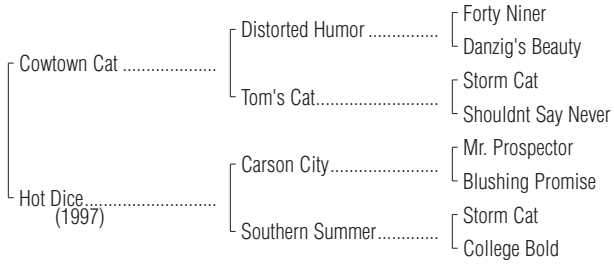 Forty Niner
Distorted Humor ...............
Danzig's Beauty
Cowtown Cat ....................
Storm Cat
Tom's Cat..........................
Shouldnt Say Never
Mr. Prospector
Carson City.......................
Blushing Promise
Hot Dice............................
(1997)
Storm Cat
Southern Summer.............
College Bold